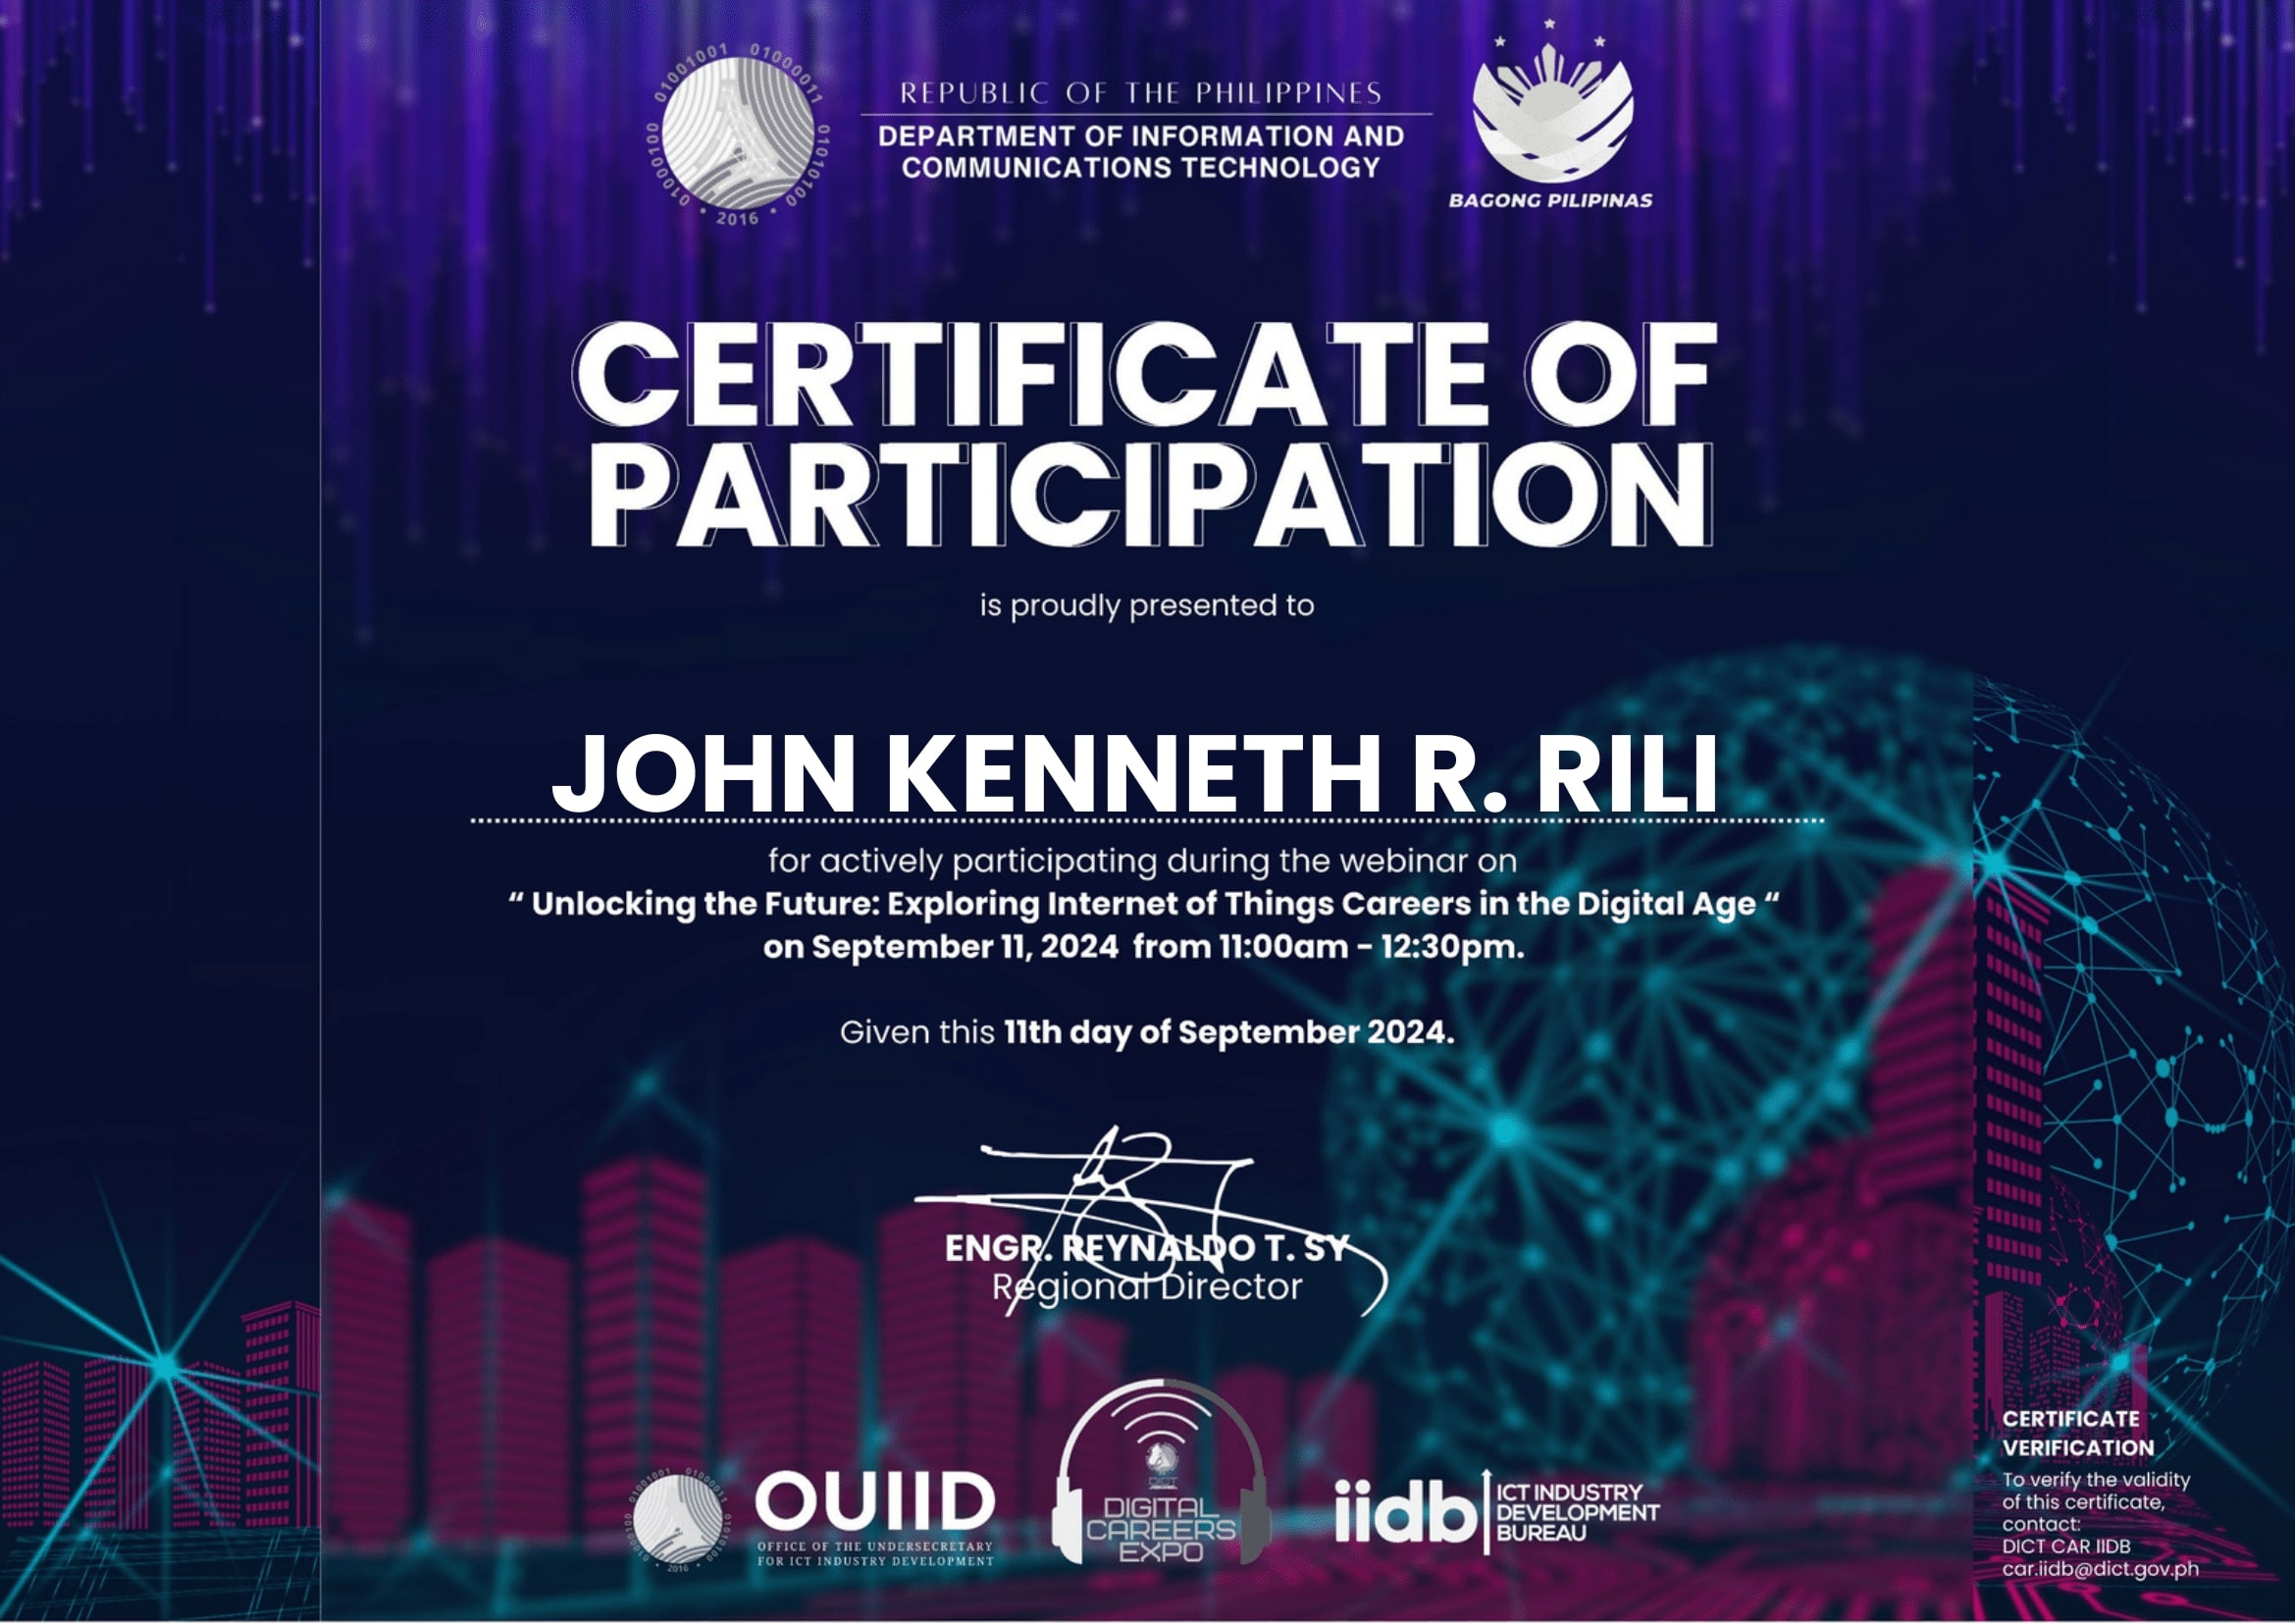 01001001 01000011 01010100 00101010 01000100
• 2016 •
REPUBLIC OF THE PHILIPPINES
DEPARTMENT OF INFORMATION AND
COMMUNICATIONS TECHNOLOGY
BAGONG PILIPINAS
CERTIFICATE OF
PARTICIPATION
is proudly presented to
JOHN KENNETH R. RILI
for actively participating during the webinar on
“ Unlocking the Future: Exploring Internet of Things Careers in the Digital Age “
on September 11, 2024 from 11:00am - 12:30pm.
Given this 11th day of September 2024.
ENGR. REYNALDO T. SY
Regional Director
2016
OUIID
OFFICE OF THE UNDERSECRETARY
FOR ICT INDUSTRY DEVELOPMENT
DICT
DIGITAL
CAREERS
EXPO
iidb
ICT INDUSTRY
DEVELOPMENT
BUREAU
CERTIFICATE
VERIFICATION
To verify the validity
of this certificate,
contact:
DICT CAR IIDB
car.iidb@dict.gov.ph